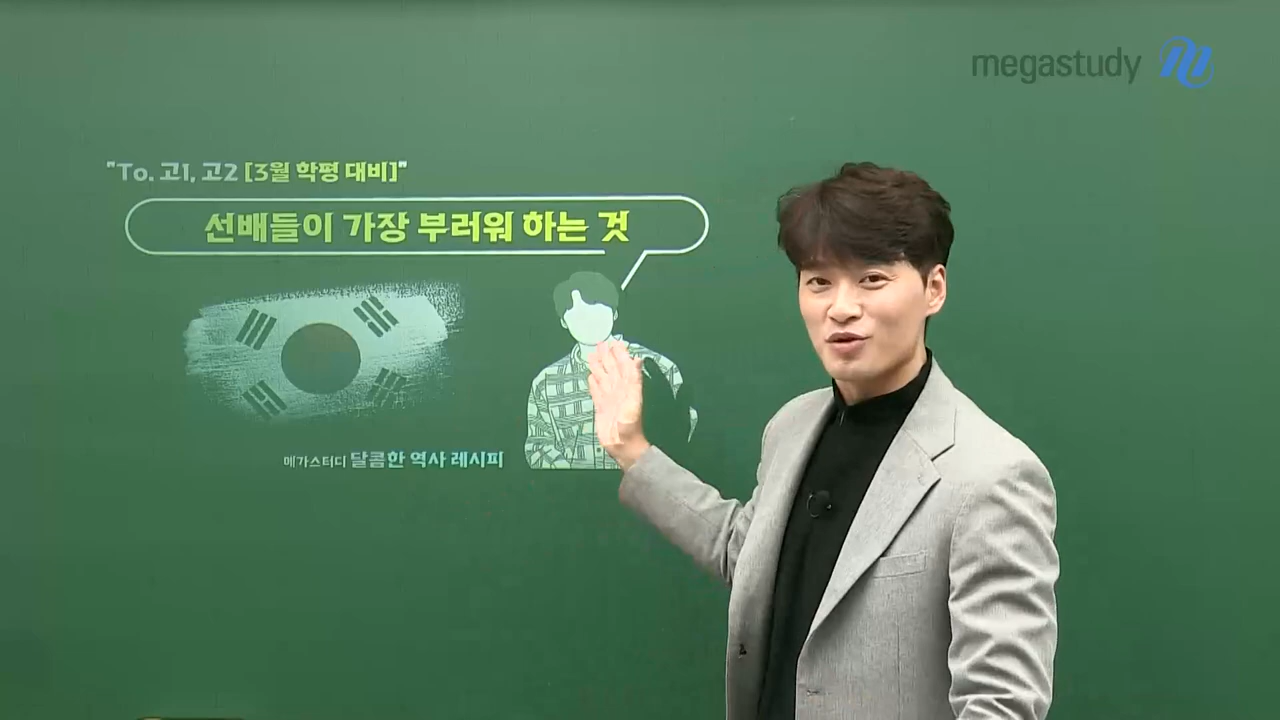 megastudy
"To. 고1, 고2 [3월 학평 대비]"
선배들이 가장 부러워 하는 것
메가스터디 달콤한 역사 레시피